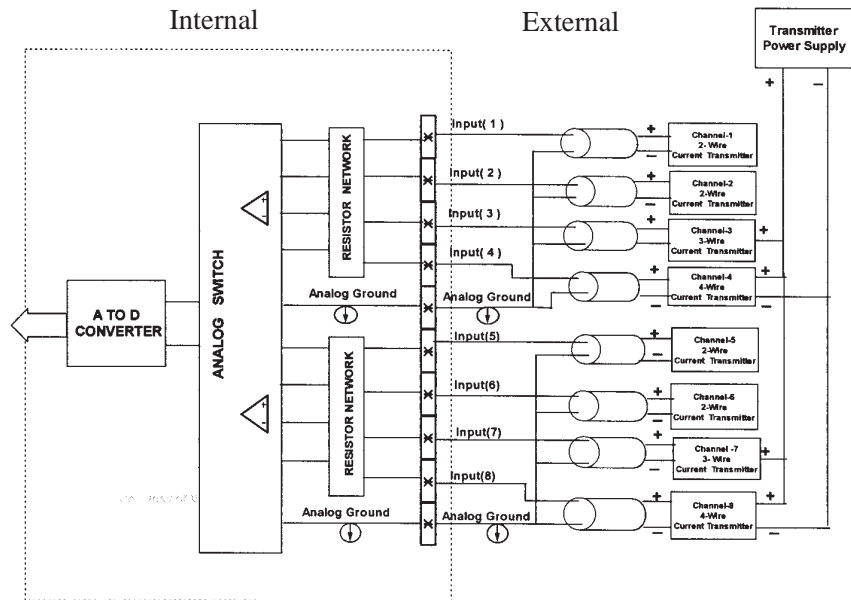 Internal
External
Transmitter
Power Supply
+
−
Input( 1 )
Input( 2 )
Input( 3 )
Input( 4 )
Analog Ground
Analog Ground
Input(5)
Input(6)
Input(7)
Input(8)
Analog Ground
Analog Ground
A TO D
CONVERTER
ANALOG SWITCH
RESISTOR NETWORK
RESISTOR NETWORK
+
−
Channel-1
2- Wire
Current Transmitter
+
−
Channel-2
2-Wire
Current Transmitter
+
−
Channel-3
3-Wire
Current Transmitter
+
+
−
Channel-4
4-Wire
Current Transmitter
+
−
+
−
Channel-5
2-Wire
Current Transmitter
+
−
Channel-6
2-Wire
Current Transmitter
+
−
Channel -7
3- Wire
Current Transmitter
+
+
−
Channel-8
4-Wire
Current Transmitter
+
−